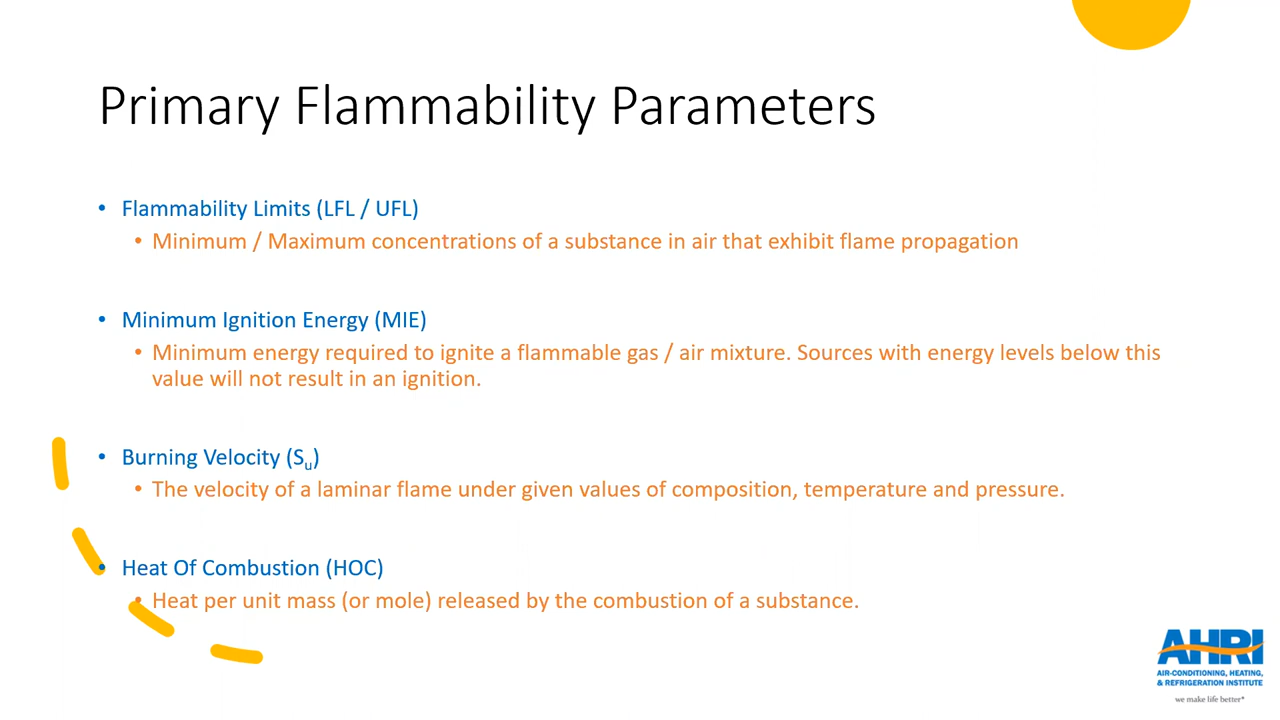 Primary Flammability Parameters
• Flammability Limits (LFL / UFL)
• Minimum / Maximum concentrations of a substance in air that exhibit flame propagation
• Minimum Ignition Energy (MIE)
• Minimum energy required to ignite a flammable gas / air mixture. Sources with energy levels below this
value will not result in an ignition.
• Burning Velocity (Su)
• The velocity of a laminar flame under given values of composition, temperature and pressure.
• Heat Of Combustion (HOC)
• Heat per unit mass (or mole) released by the combustion of a substance.
AHRI
AIR-CONDITIONING, HEATING,
& REFRIGERATION INSTITUTE
we make life better*